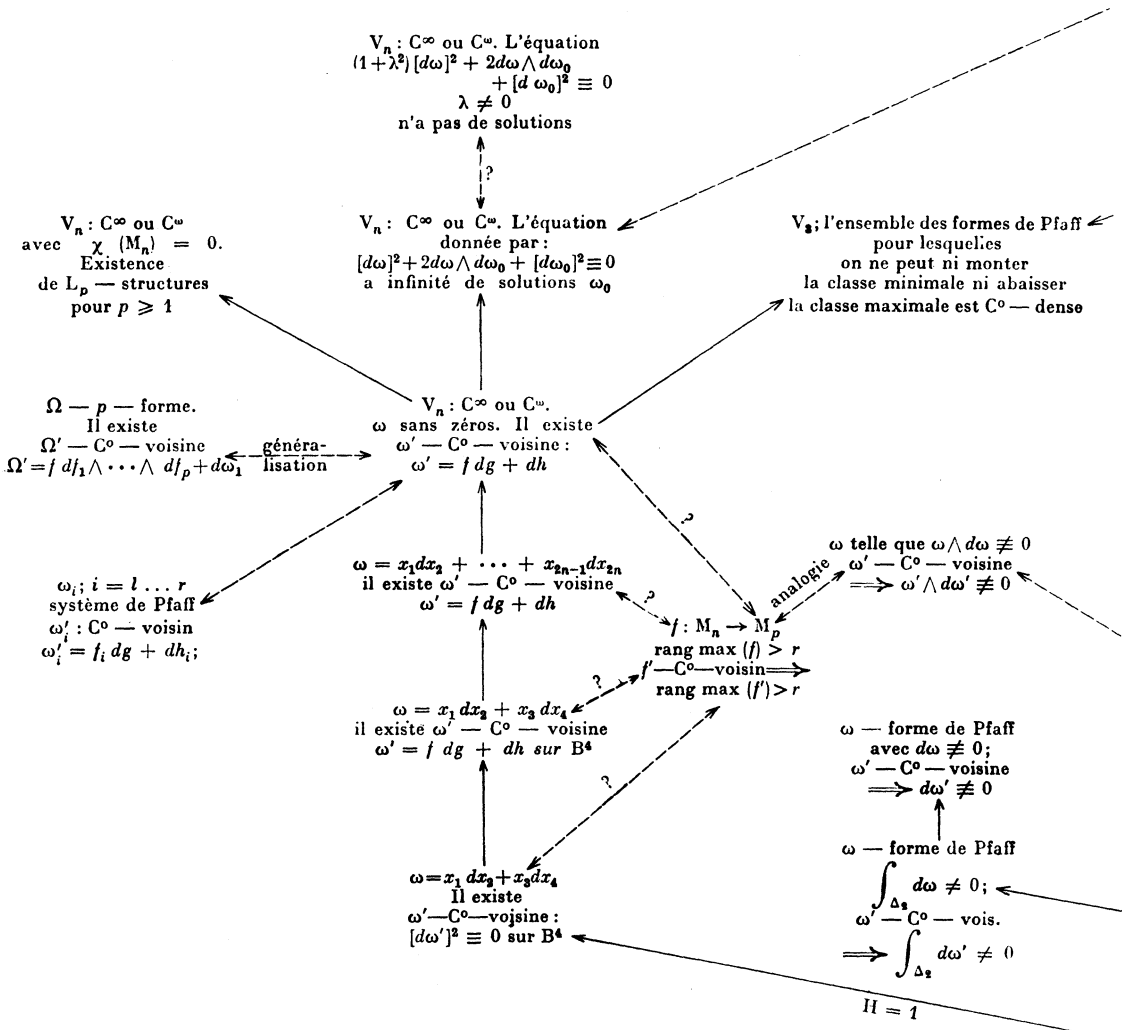 Vₙ : C∞ ou Cω. L'équation
(1+λ²) [dω]² + 2dω ∧ dω₀
+ [d ω₀]² ≡ 0
λ ≠ 0
n'a pas de solutions
?
Vₙ : C∞ ou Cω
avec χ (Mₙ) = 0.
Existence
de Lₚ — structures
pour p ⩾ 1
Vₙ : C∞ ou Cω. L'équation
donnée par :
[dω]² + 2dω ∧ dω₀ + [dω₀]² ≡ 0
a infinité de solutions ω₀
V₃; l'ensemble des formes de Pfaff
pour lesquelles
on ne peut ni monter
la classe minimale ni abaisser
la classe maximale est C⁰ — dense
Ω — p — forme.
Il existe
Ω' — C⁰ — voisine
Ω' = f df₁ ∧ ··· ∧ dfₚ + dω₁
généra-
lisation
Vₙ : C∞ ou Cω.
ω sans zéros. Il existe
ω' — C⁰ — voisine :
ω' = f dg + dh
?
ωᵢ; i = l ... r
système de Pfaff
ω'ᵢ : C⁰ — voisin
ω'ᵢ = fᵢ dg + dhᵢ;
ω = x₁dx₂ + ··· + x₂ₙ₋₁dx₂ₙ
il existe ω' — C⁰ — voisine
ω' = f dg + dh
?
analogie
ω telle que ω ∧ dω ≢ 0
ω' — C⁰ — voisine
⟹ ω' ∧ dω' ≢ 0
f : Mₙ → Mₚ
rang max (f) > r
f' — C⁰ — voisin ⟹
rang max (f') > r
?
ω = x₁ dx₂ + x₃ dx₄
il existe ω' — C⁰ — voisine
ω' = f dg + dh sur B⁴
?
ω — forme de Pfaff
avec dω ≢ 0;
ω' — C⁰ — voisine
⟹ dω' ≢ 0
ω = x₁ dx₂ + x₃dx₄
Il existe
ω' — C⁰ — vojsine :
[dω']² ≡ 0 sur B⁴
ω — forme de Pfaff
∫_Δ₂ dω ≠ 0;
ω' — C⁰ — vois.
⟹ ∫_Δ₂ dω' ≠ 0
H = 1